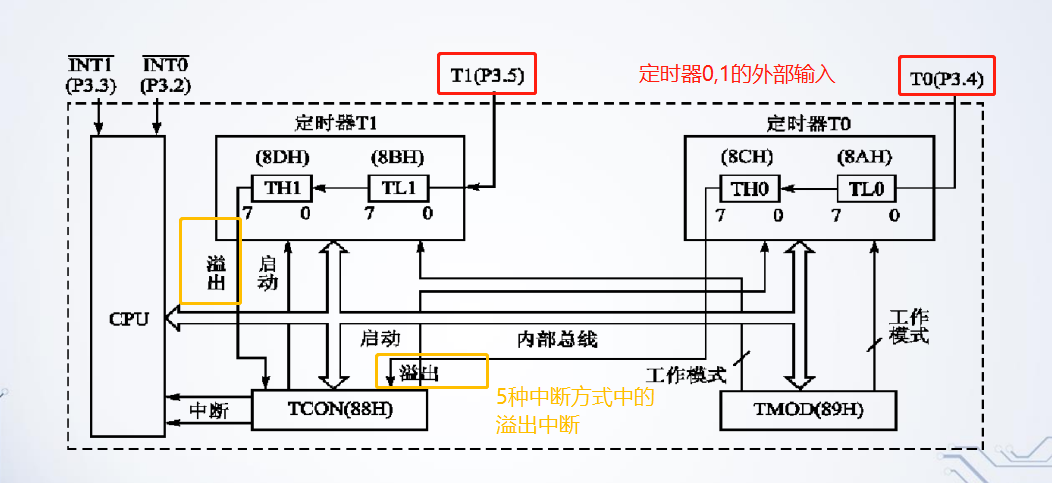 INT1
(P3.3)
INT0
(P3.2)
T1(P3.5)
定时器0,1的外部输入
T0(P3.4)
定时器T1
定时器T0
(8DH)
(8BH)
(8CH)
(8AH)
TH1
TL1
TH0
TL0
7
0
7
0
7
0
7
0
溢出
启动
CPU
启动
内部总线
工作
模式
溢出
工作模式
5种中断方式中的
溢出中断
中断
TCON(88H)
TMOD(89H)